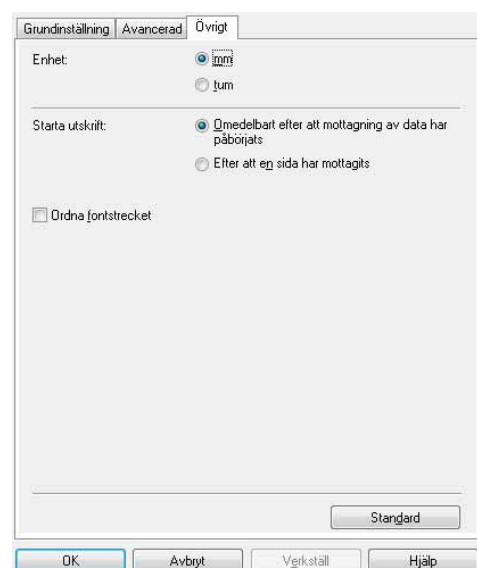 Grundinställning Avancerad Övrigt
Enhet: mm
tum
Starta utskrift: Omedelbart efter att mottagning av data har
påbörjats
Efter att en sida har mottagits
Ordna fontstrecket
Standard
OK Avbryt Verkställ Hjälp